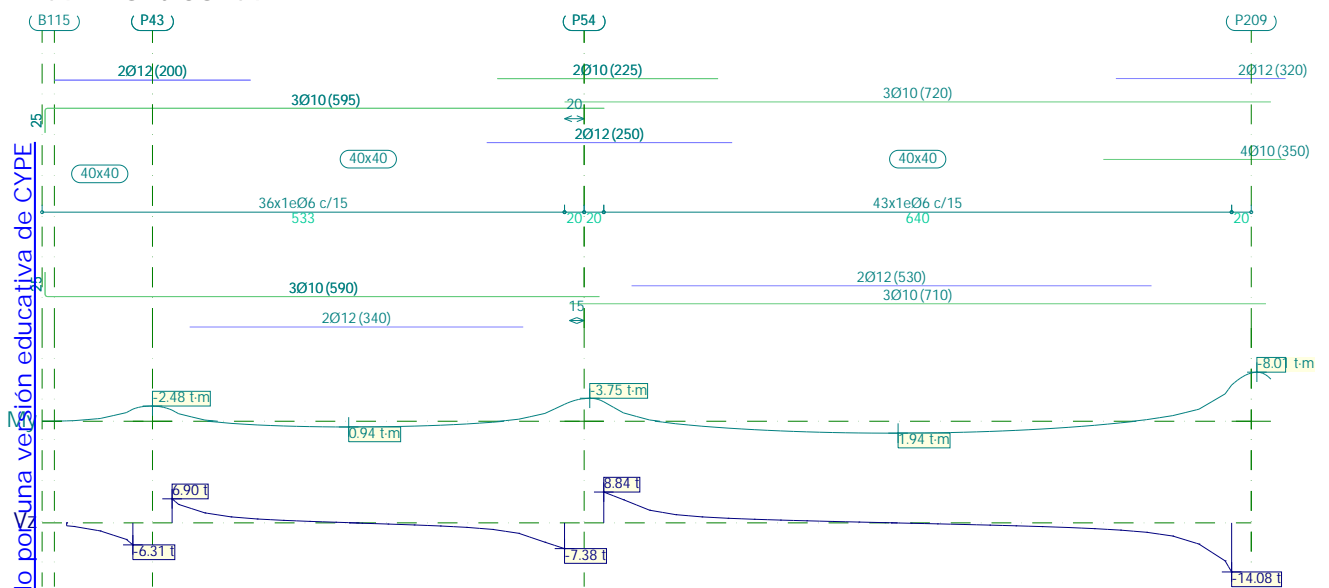 B115 P43 P54 P209
2Ø12(200) 2Ø10(225) 2Ø12(320)
3Ø10(595) 20 3Ø10(720)
25
2Ø12(250)
40x40 40x40 40x40 4Ø10(350)
36x1eØ6 c/15 43x1eØ6 c/15
533 20 20 640 20
25
2Ø12(530)
3Ø10(590) 3Ø10(710)
15
2Ø12(340)
-8.01 t·m
-2.48 t·m -3.75 t·m
My
0.94 t·m 1.94 t·m
6.90 t 8.84 t
Vz
-6.31 t -7.38 t
-14.08 t
do por una versión educativa de CYPE